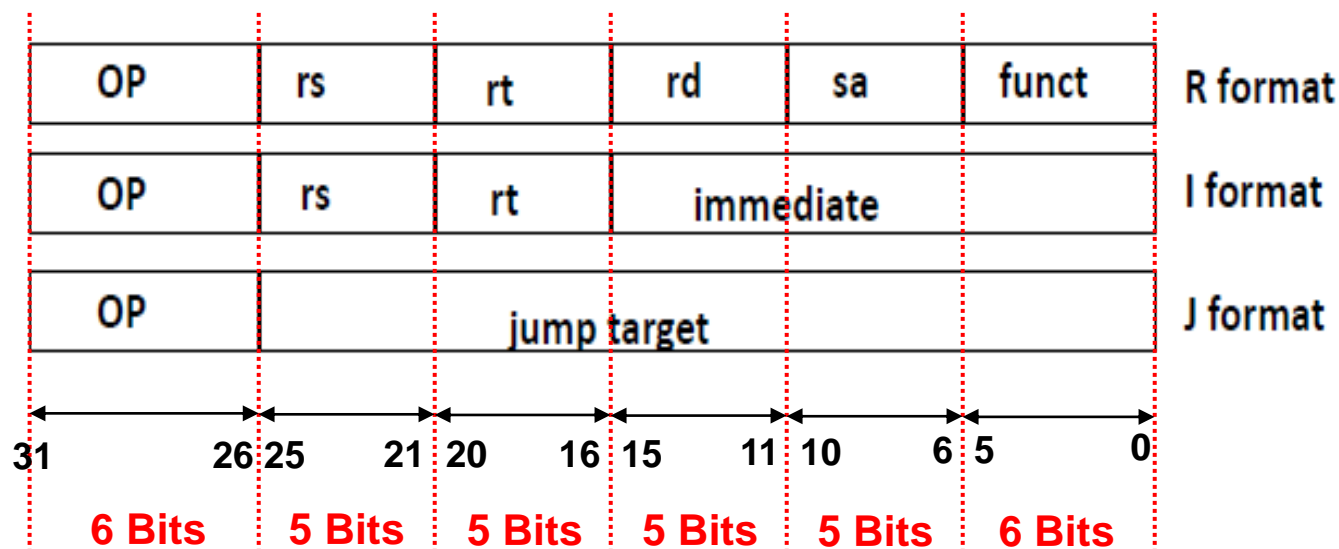 OP rs rt rd sa funct R format
OP rs rt immediate I format
OP jump target J format
31 26 25 21 20 16 15 11 10 6 5 0
6 Bits 5 Bits 5 Bits 5 Bits 5 Bits 6 Bits